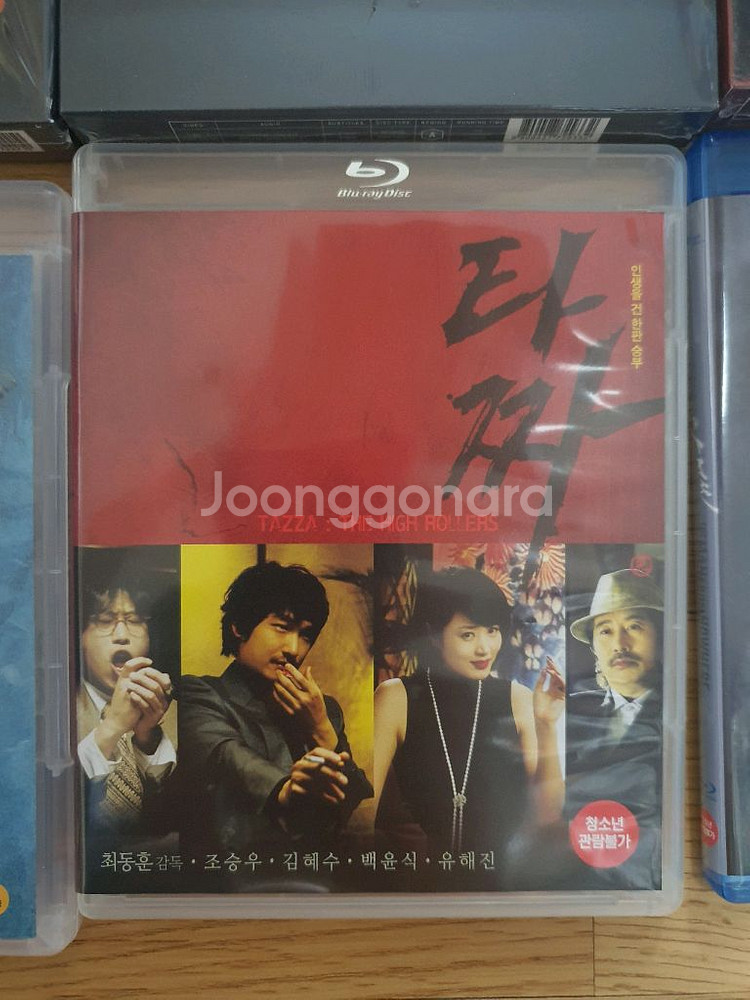 Blu-ray Disc
타
짜
인생을 건 한판 승부
Joonggonara
TAZZA : THE HIGH ROLLERS
청소년
관람불가
최동훈 감독 · 조승우 · 김혜수 · 백윤식 · 유해진